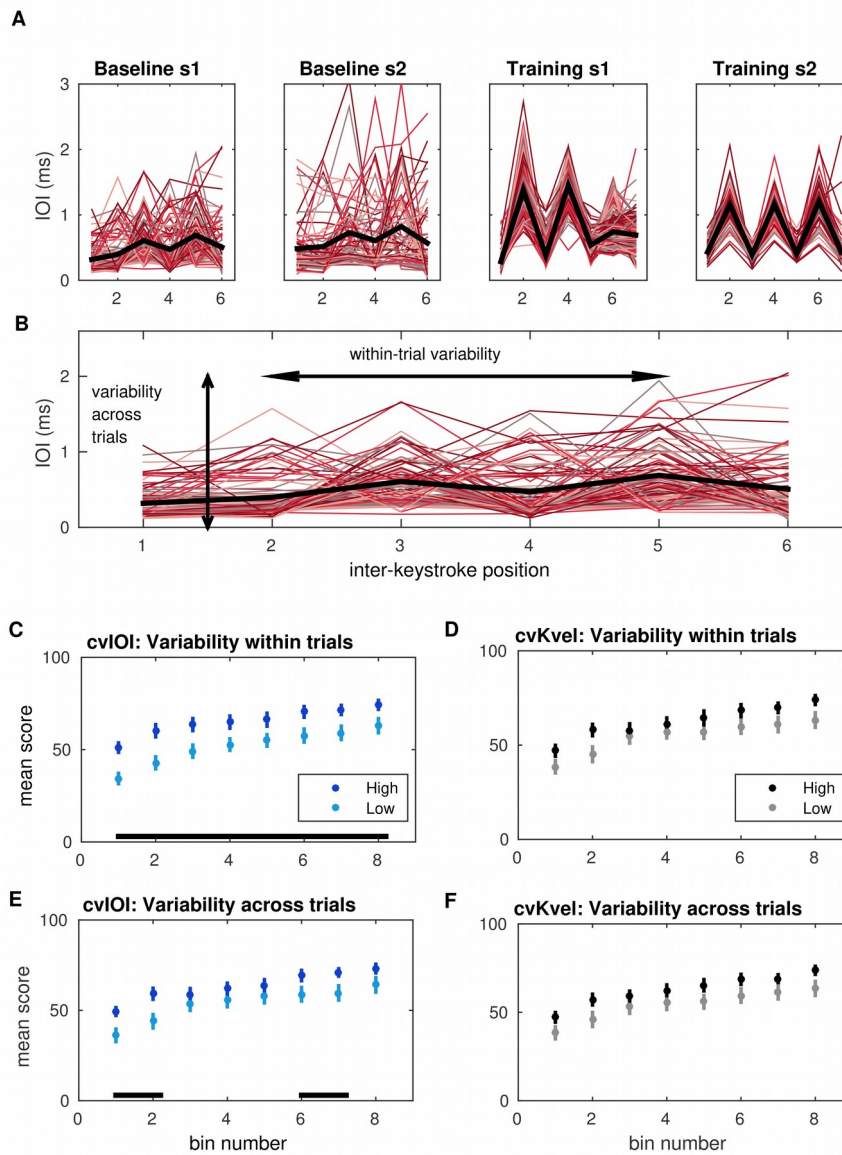 A
Baseline s1
Baseline s2
Training s1
Training s2
IOI (ms)
3
2
1
0
2 4 6
2 4 6
2 4 6
2 4 6
B
IOI (ms)
2
1
0
variability
across
trials
within-trial variability
1 2 3 4 5 6
inter-keystroke position
C
cvIOI: Variability within trials
mean score
100
50
0
High
Low
0 2 4 6 8
D
cvKvel: Variability within trials
100
50
0
High
Low
0 2 4 6 8
E
cvIOI: Variability across trials
mean score
100
50
0
0 2 4 6 8
bin number
F
cvKvel: Variability across trials
100
50
0
0 2 4 6 8
bin number